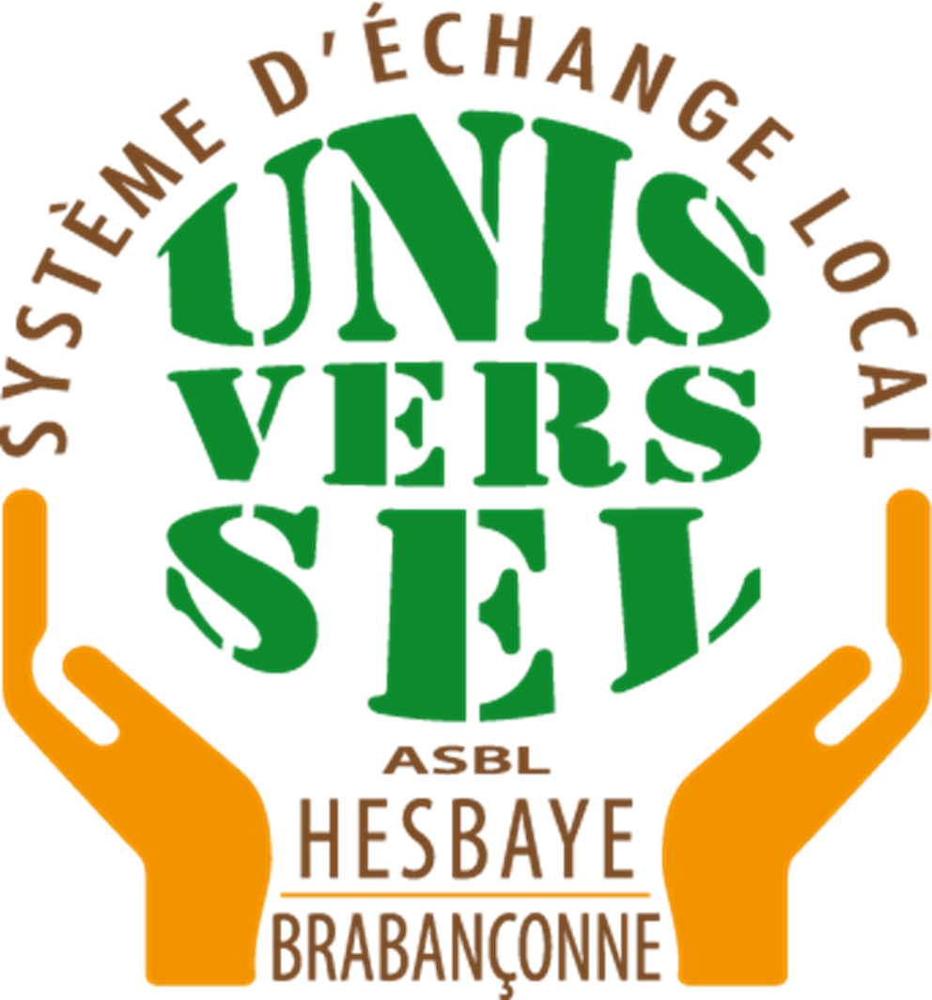 SYSTÈME D'ÉCHANGE LOCAL
UNIS
VERS
SEL
ASBL
HESBAYE
BRABANÇONNE